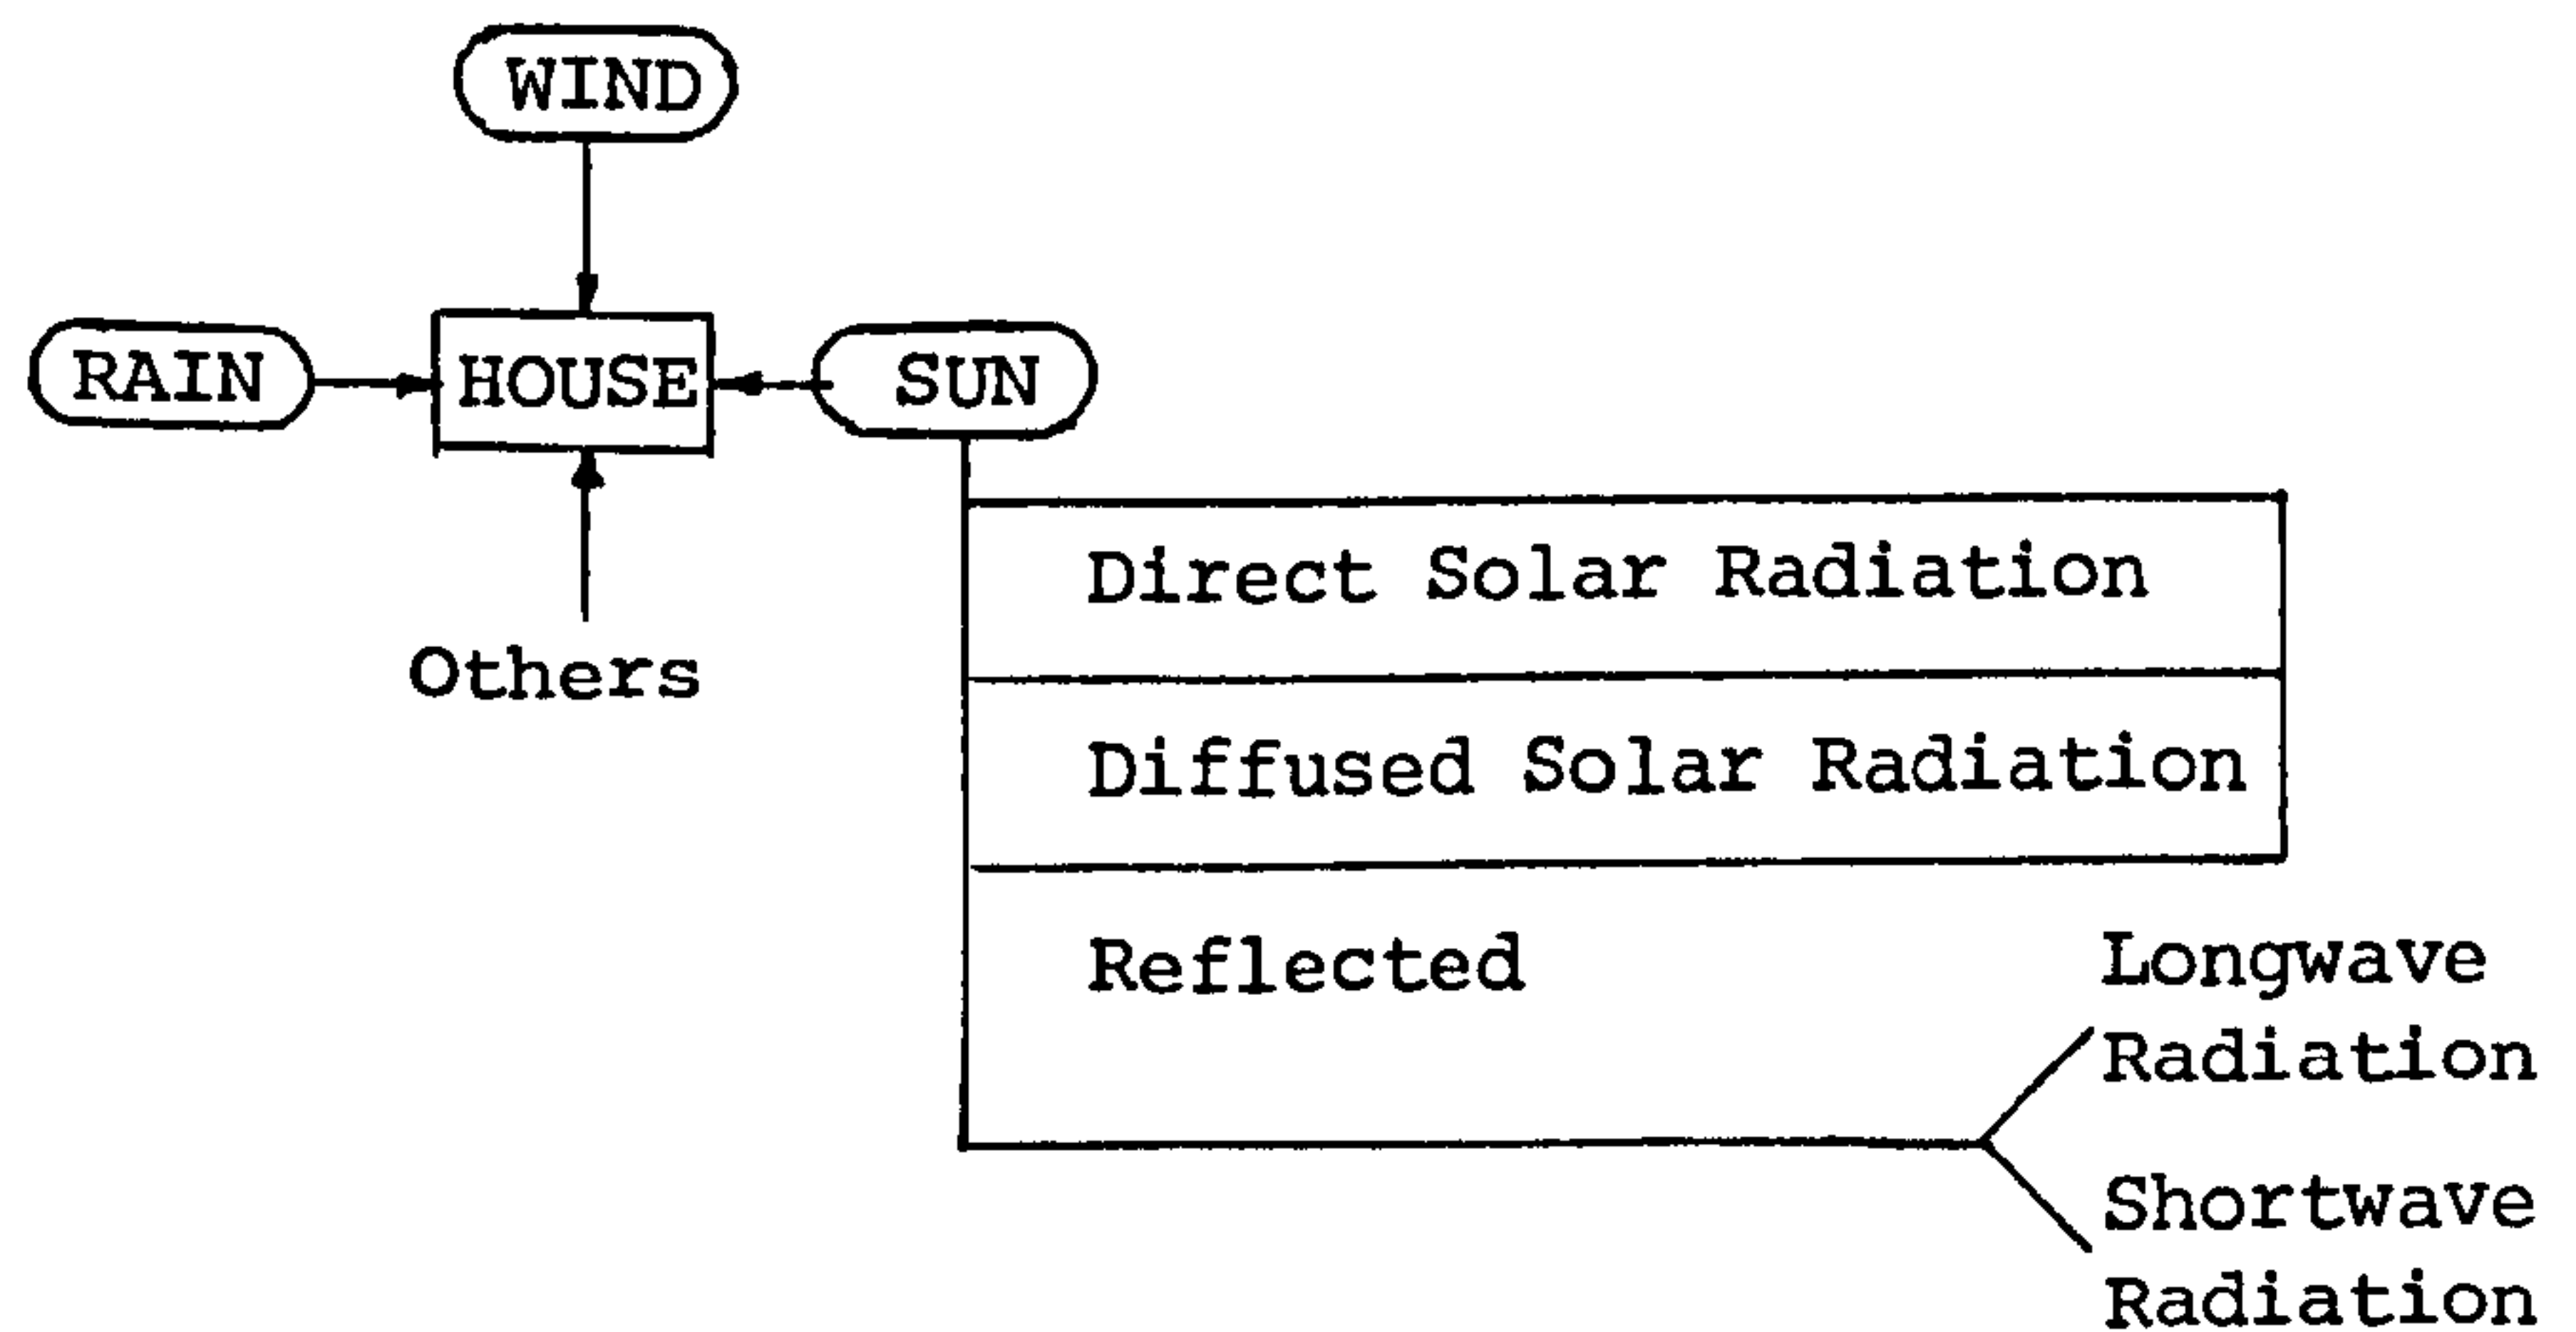 WIND
RAIN
HOUSE
SUN
Others
Direct Solar Radiation
Diffused Solar Radiation
Reflected
Longwave
Radiation
Shortwave
Radiation